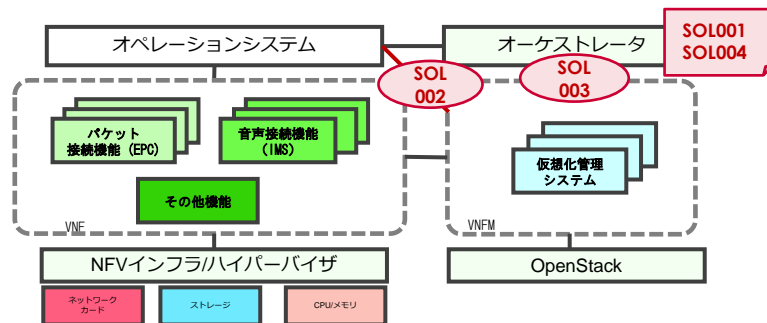 オペレーションシステム
オーケストレータ
SOL001
SOL004
SOL
002
SOL
003
パケット
接続機能 (EPC)
音声接続機能
(IMS)
その他機能
仮想化管理
システム
VNF
VNFM
NFVインフラ/ハイパーバイザ
OpenStack
ネットワーク
カード
ストレージ
CPU/メモリ